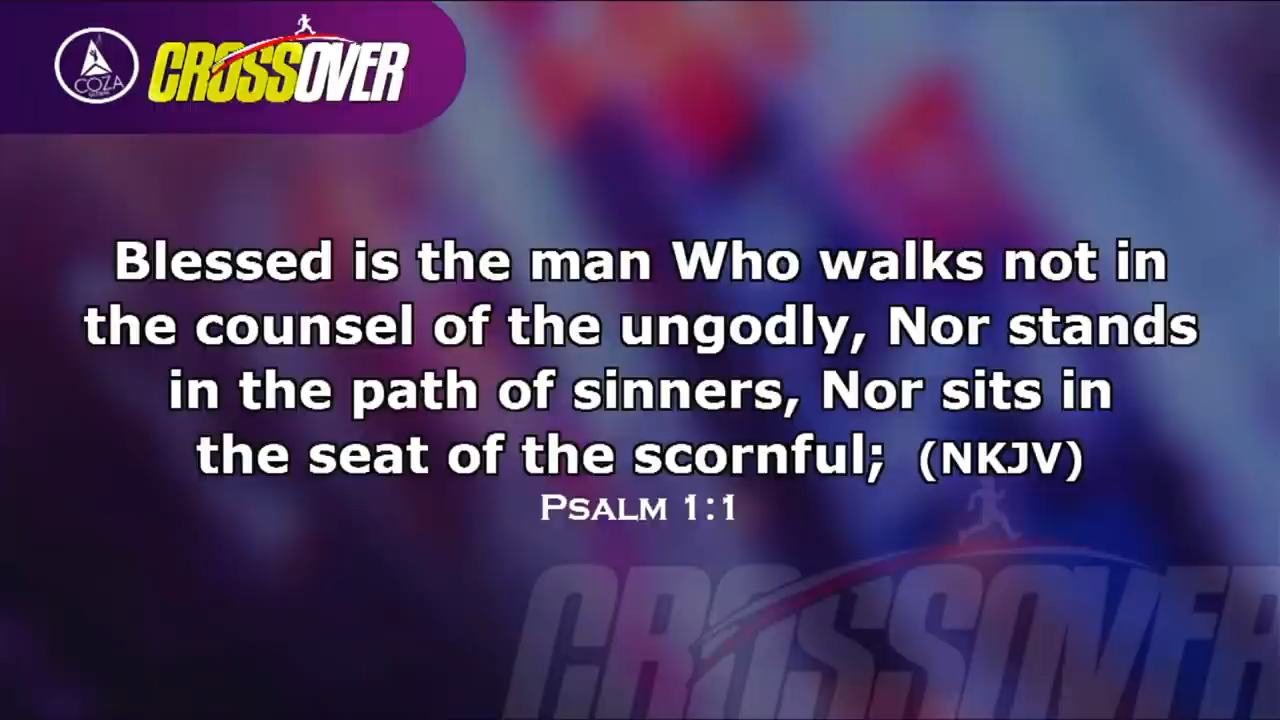 COZA
CROSSOVER
Blessed is the man Who walks not in
the counsel of the ungodly, Nor stands
in the path of sinners, Nor sits in
the seat of the scornful; (NKJV)
PSALM 1:1
CROSSOVER